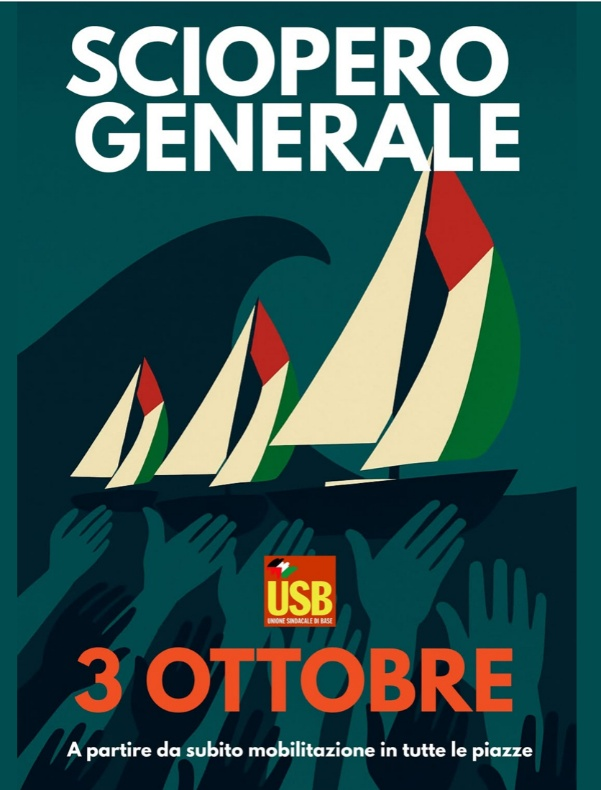 SCIOPERO
GENERALE
USB
UNIONE SINDACALE DI BASE
3 OTTOBRE
A partire da subito mobilitazione in tutte le piazze